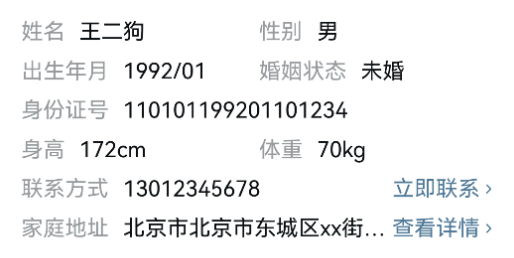 姓名 王二狗 性别 男
出生年月 1992/01 婚姻状态 未婚
身份证号 110101199201101234
身高 172cm 体重 70kg
联系方式 13012345678 立即联系 ›
家庭地址 北京市北京市东城区xx街... 查看详情 ›